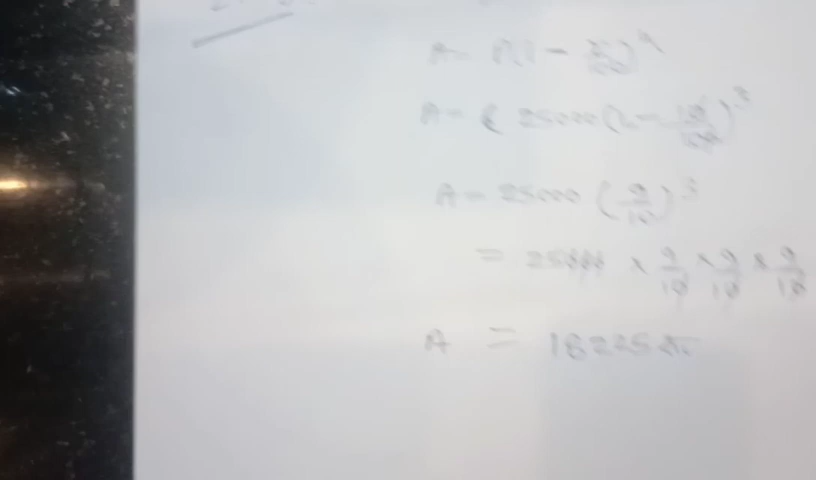 A = P(1 - r/100)^n
A = 25000(1 - 10/100)^3
A = 25000 (9/10)^3
= 25000 × 9/10 × 9/10 × 9/10
A = 18225